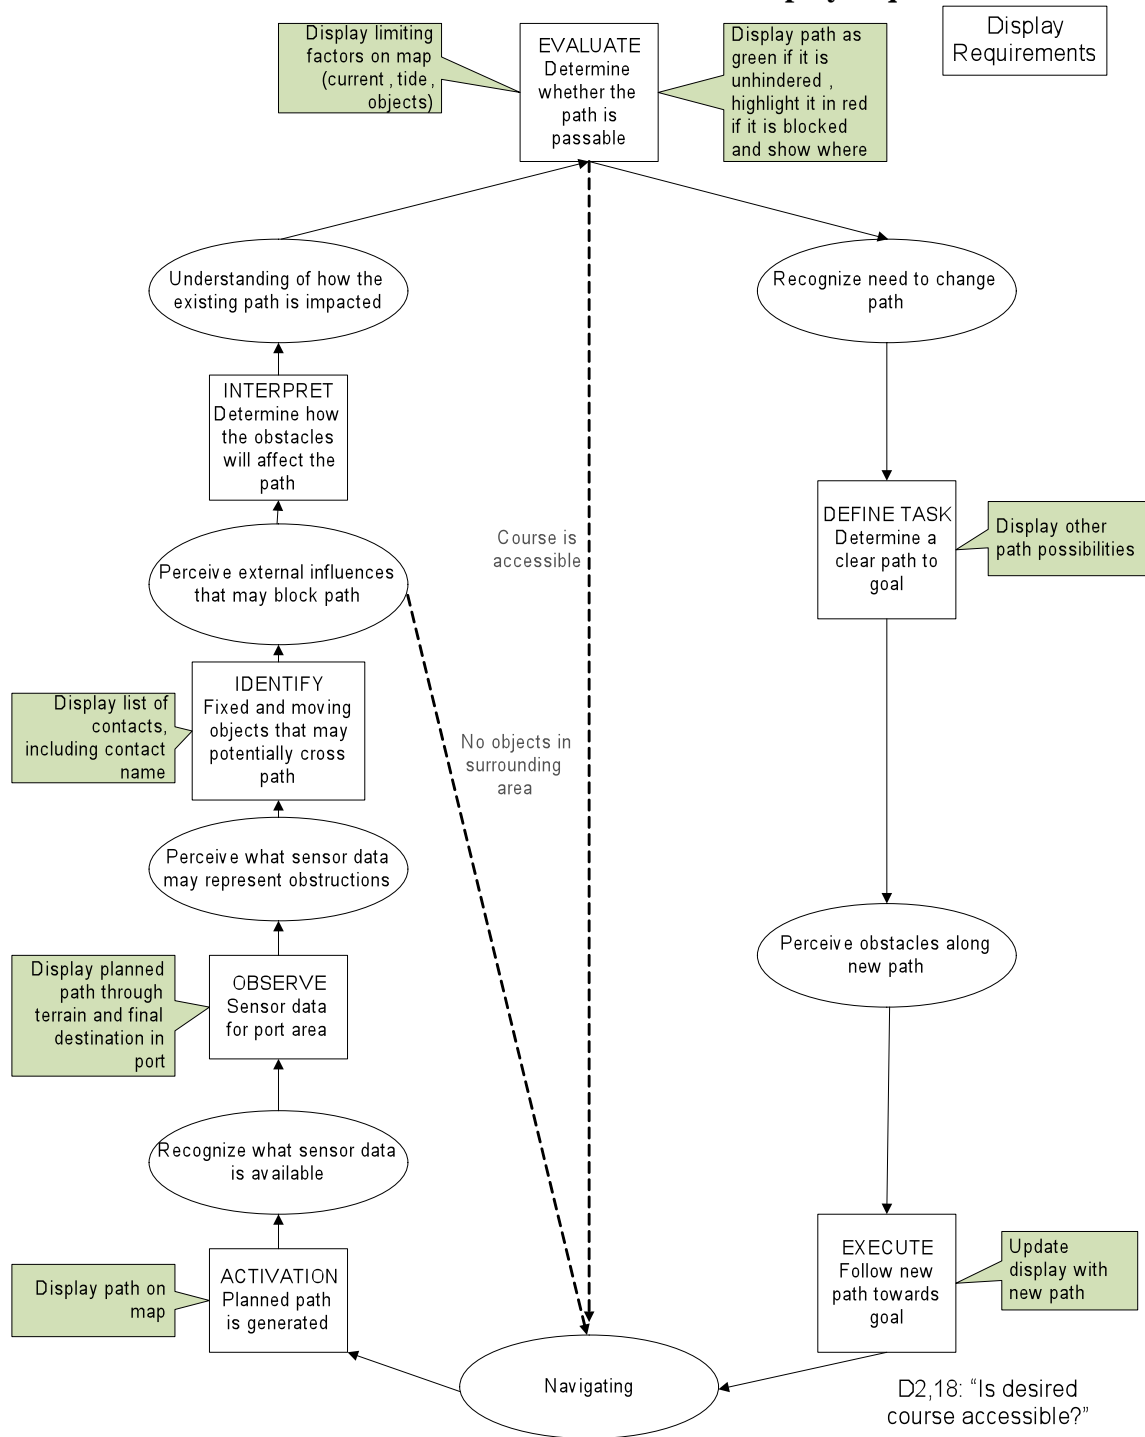 Display
Requirements
Display limiting
factors on map
(current , tide ,
objects)
EVALUATE
Determine
whether the
path is
passable
Display path as
green if it is
unhindered ,
highlight it in red
if it is blocked
and show where
Understanding of how the
existing path is impacted
Recognize need to change
path
INTERPRET
Determine how
the obstacles
will affect the
path
DEFINE TASK
Determine a
clear path to
goal
Display other
path possibilities
Course is
accessible
Perceive external influences
that may block path
IDENTIFY
Fixed and moving
objects that may
potentially cross
path
Display list of
contacts,
including contact
name
No objects in
surrounding
area
Perceive what sensor data
may represent obstructions
Perceive obstacles along
new path
Display planned
path through
terrain and final
destination in
port
OBSERVE
Sensor data
for port area
Recognize what sensor data
is available
Display path on
map
ACTIVATION
Planned path
is generated
EXECUTE
Follow new
path towards
goal
Update
display with
new path
Navigating
D2,18: “Is desired
course accessible?”